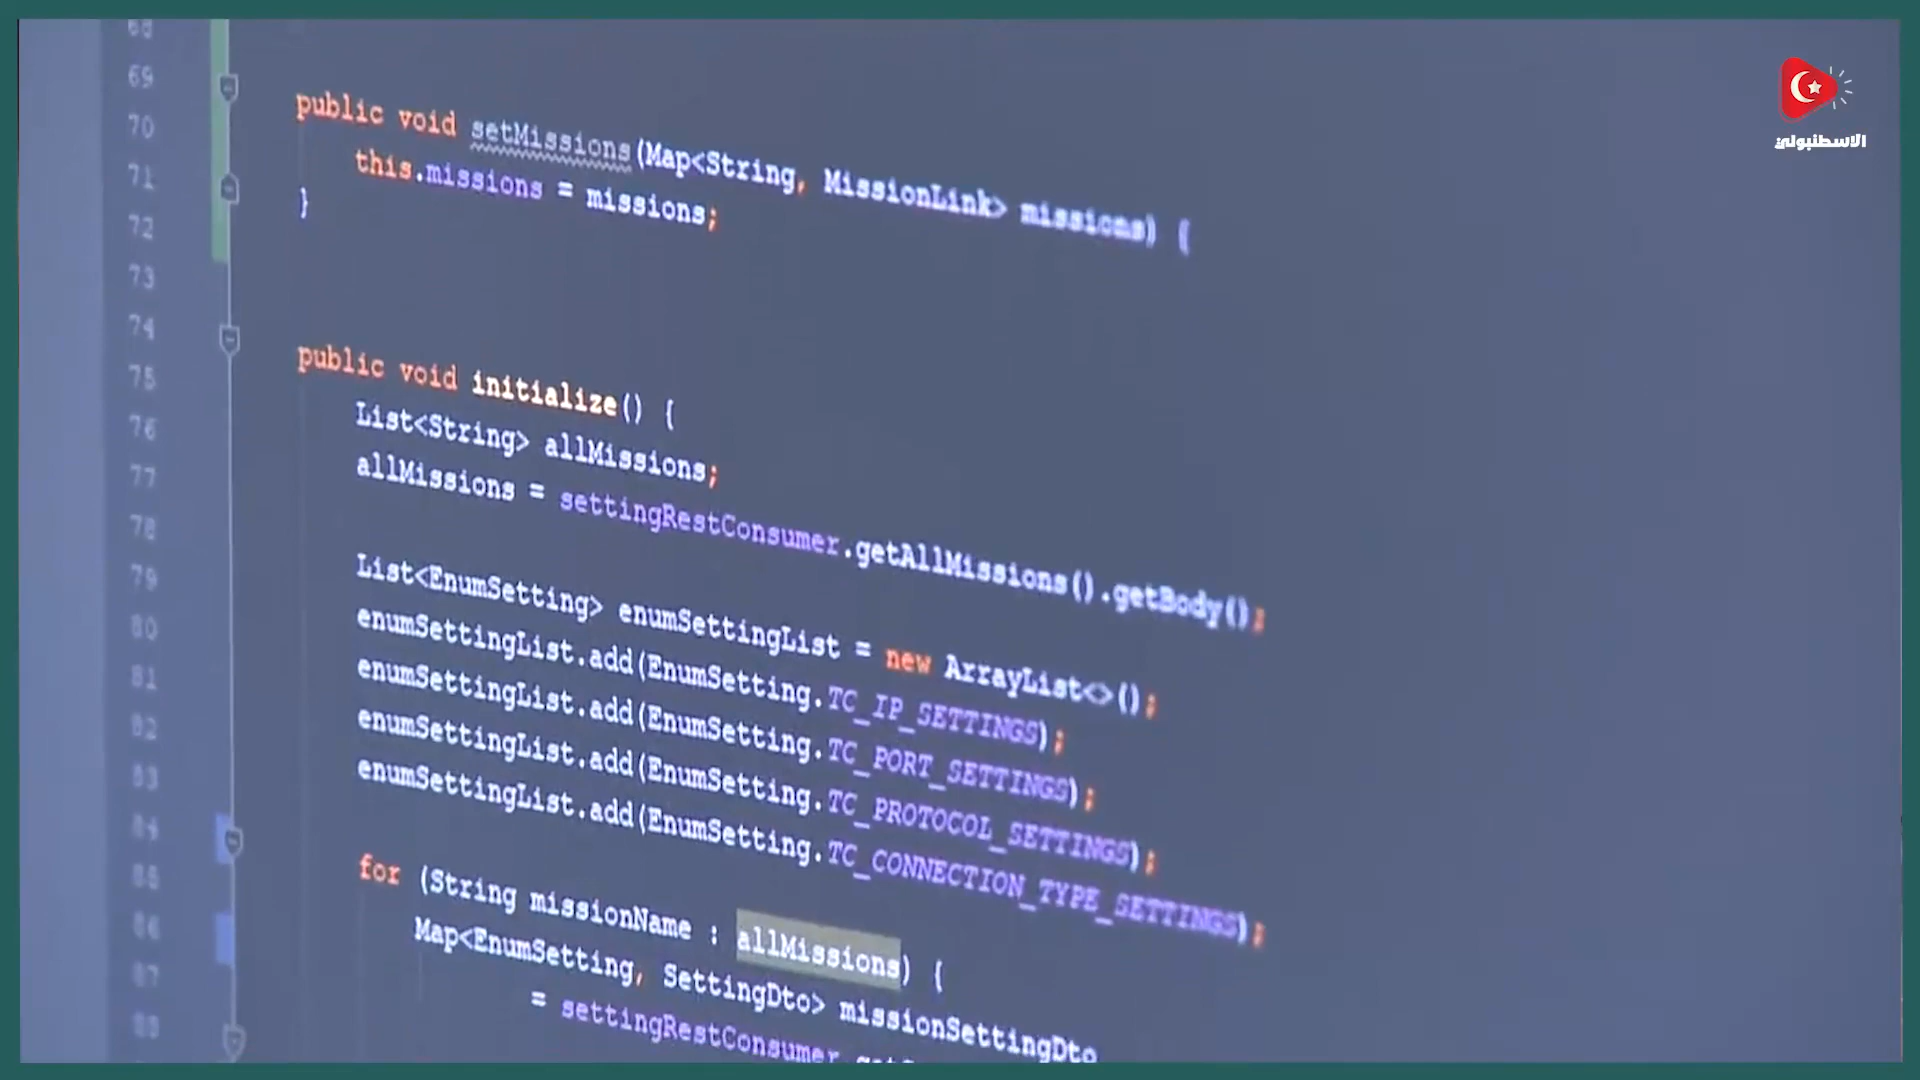 68
69
70
71
72
73
74
75
76
77
78
79
80
81
82
83
84
85
86
87
88
public void setMissions(Map<String, MissionLink> missions) {
this.missions = missions;
}
public void initialize() {
List<String> allMissions;
allMissions = settingRestConsumer.getAllMissions().getBody();
List<EnumSetting> enumSettingList = new ArrayList<>();
enumSettingList.add(EnumSetting.TC_IP_SETTINGS);
enumSettingList.add(EnumSetting.TC_PORT_SETTINGS);
enumSettingList.add(EnumSetting.TC_PROTOCOL_SETTINGS);
enumSettingList.add(EnumSetting.TC_CONNECTION_TYPE_SETTINGS);
for (String missionName : allMissions) {
Map<EnumSetting, SettingDto> missionSettingDto
= settingRestConsumer.
الاسطنبولي